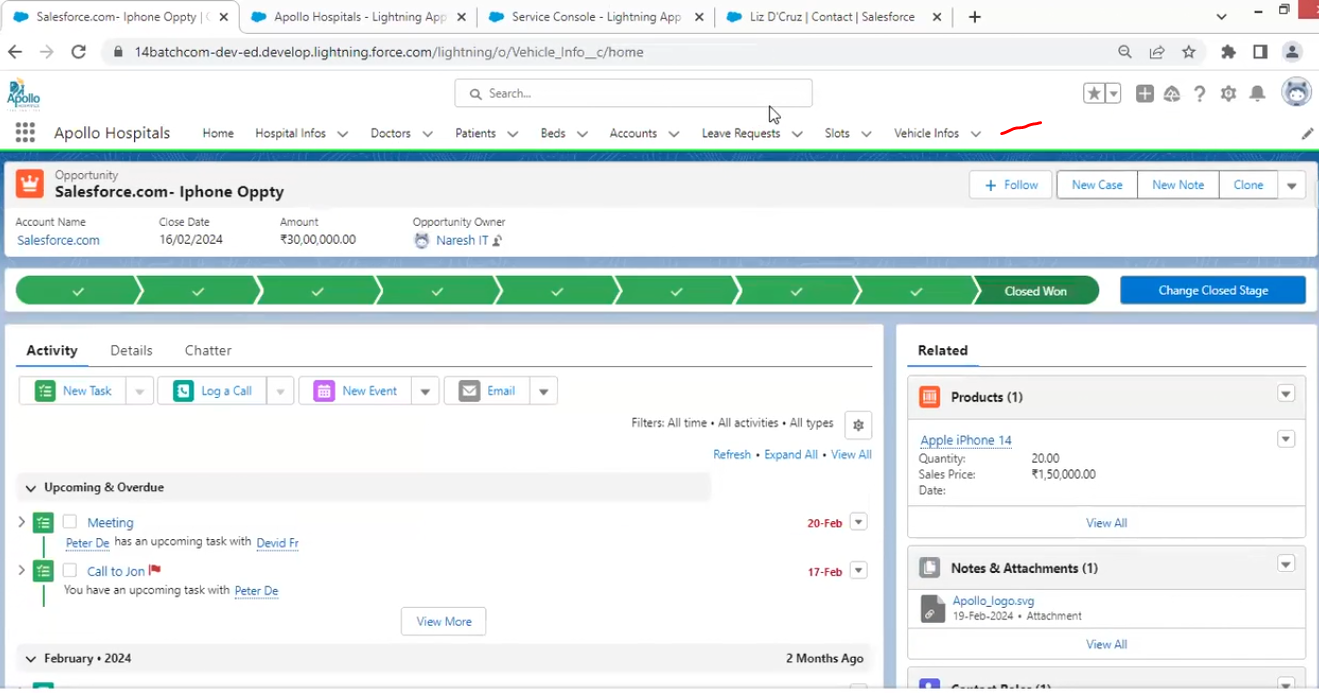 Salesforce.com- Iphone Oppty |
Apollo Hospitals - Lightning App
Service Console - Lightning App
Liz D'Cruz | Contact | Salesforce
14batchcom-dev-ed.develop.lightning.force.com/lightning/o/Vehicle_Info__c/home
Apollo
Search...
Apollo Hospitals Home Hospital Infos Doctors Patients Beds Accounts Leave Requests Slots Vehicle Infos
Opportunity
Salesforce.com- Iphone Oppty
+ Follow New Case New Note Clone
Account Name Close Date Amount Opportunity Owner
Salesforce.com 16/02/2024 ₹30,00,000.00 Naresh IT
Closed Won Change Closed Stage
Activity Details Chatter
New Task Log a Call New Event Email
Filters: All time • All activities • All types
Refresh • Expand All • View All
Upcoming & Overdue
Meeting 20-Feb
Peter De has an upcoming task with Devid Fr
Call to Jon 17-Feb
You have an upcoming task with Peter De
View More
February • 2024 2 Months Ago
Related
Products (1)
Apple iPhone 14
Quantity: 20.00
Sales Price: ₹1,50,000.00
Date:
View All
Notes & Attachments (1)
Apollo_logo.svg
19-Feb-2024 • Attachment
View All
Contact Roles (1)